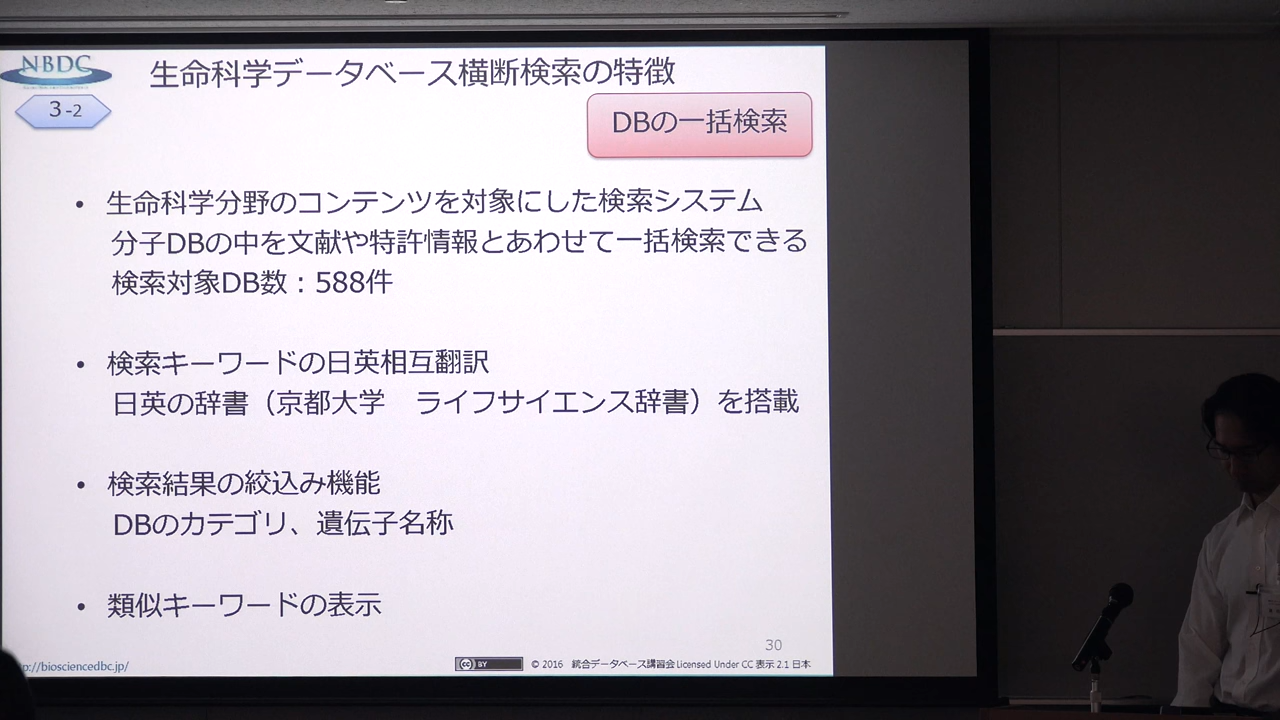 NBDC
生命科学データベース横断検索の特徴
3-2
DBの一括検索
• 生命科学分野のコンテンツを対象にした検索システム
分子DBの中を文献や特許情報とあわせて一括検索できる
検索対象DB数：588件
• 検索キーワードの日英相互翻訳
日英の辞書（京都大学　ライフサイエンス辞書）を搭載
• 検索結果の絞込み機能
DBのカテゴリ、遺伝子名称
• 類似キーワードの表示
30
p://biosciencedbc.jp/
cc BY
© 2016 統合データベース講習会 Licensed Under CC 表示 2.1 日本